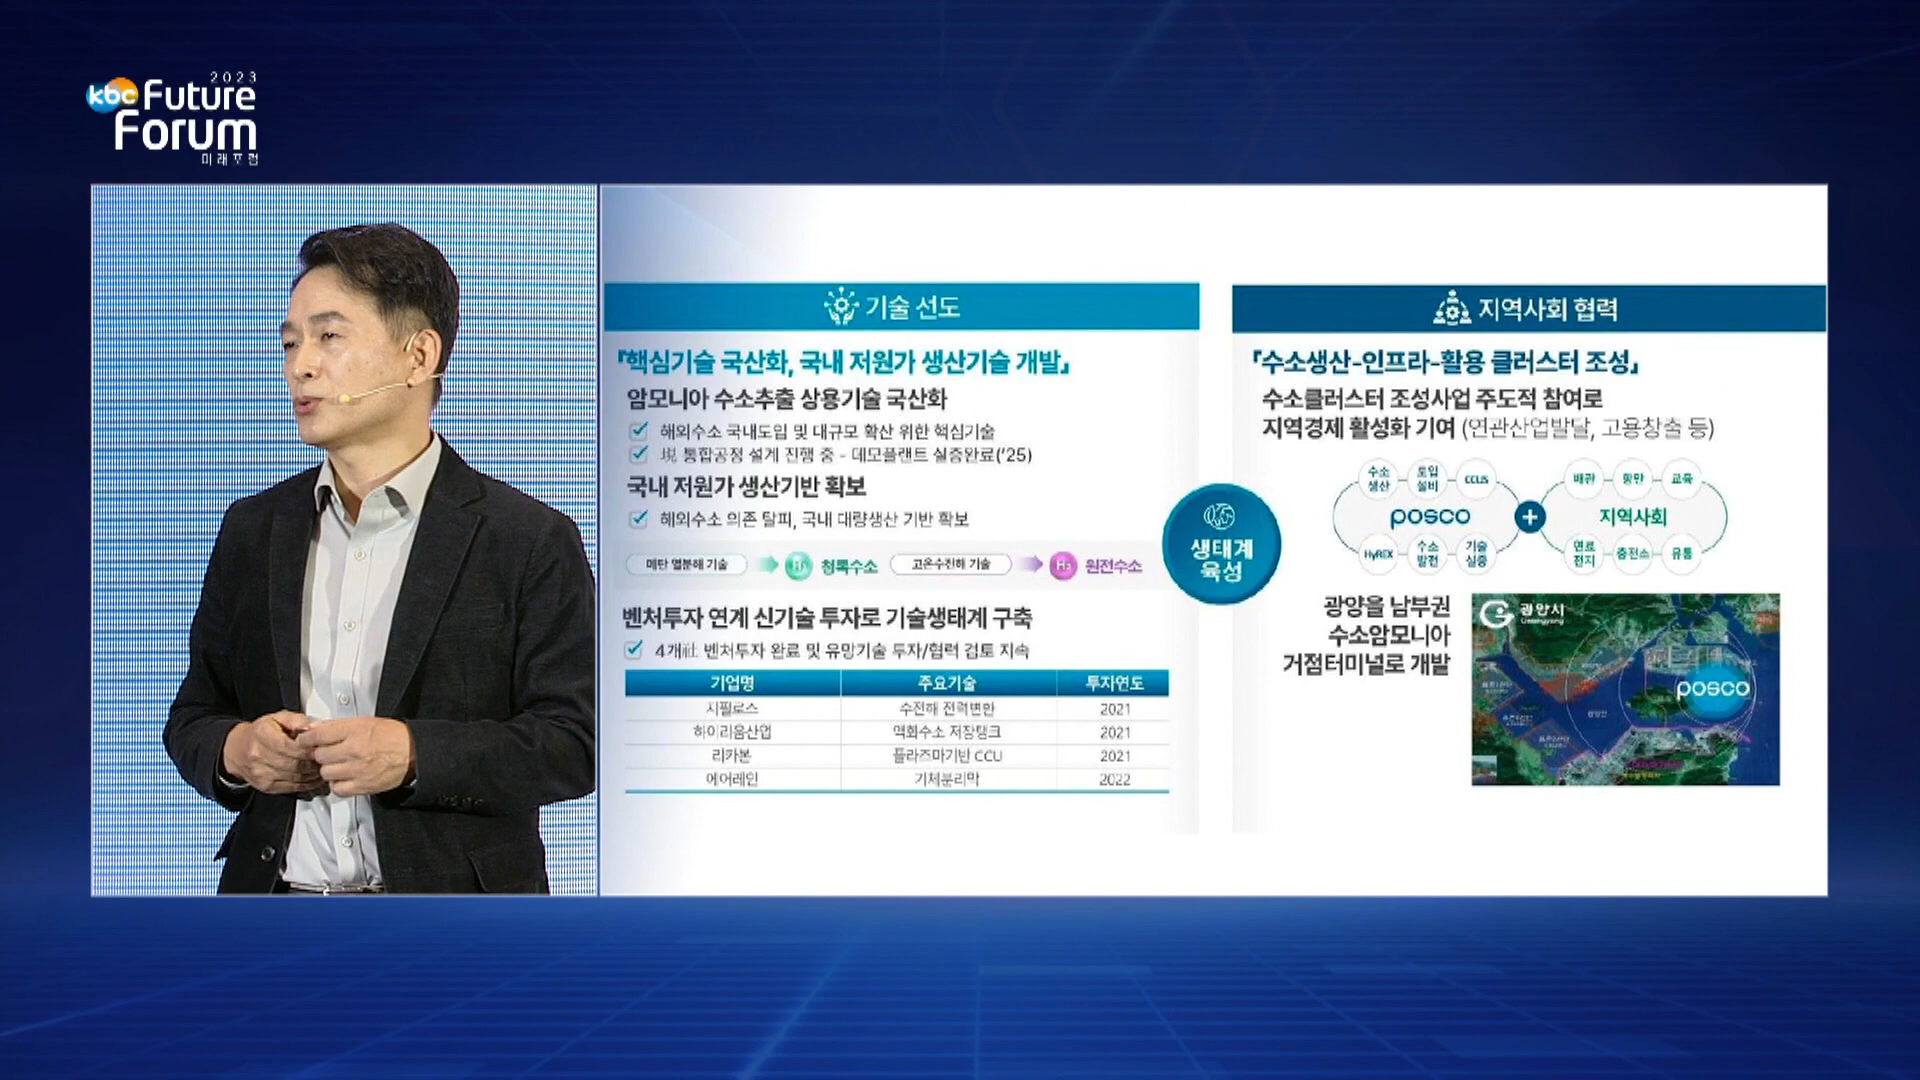 2023
kbc Future
Forum
미래포럼
기술 선도
『핵심기술 국산화, 국내 저원가 생산기술 개발』
암모니아 수소추출 상용기술 국산화
해외수소 국내도입 및 대규모 확산 위한 핵심기술
現 통합공정 설계 진행 중 - 데모플랜트 실증완료('25)
국내 저원가 생산기반 확보
해외수소 의존 탈피, 국내 대량생산 기반 확보
메탄 열분해 기술
청록수소
고온수전해 기술
H₂
원전수소
벤처투자 연계 신기술 투자로 기술생태계 구축
4개社 벤처투자 완료 및 유망기술 투자/협력 검토 지속
기업명 주요기술 투자연도
지필로스 수전해 전력변환 2021
하이리움산업 액화수소 저장탱크 2021
리카본 플라즈마기반 CCU 2021
에어레인 기체분리막 2022
생태계
육성
지역사회 협력
『수소생산-인프라-활용 클러스터 조성』
수소클러스터 조성사업 주도적 참여로
지역경제 활성화 기여 (연관산업발달, 고용창출 등)
수소
생산
도입
설비
CCUS
posco
HyREX
수소
발전
기술
실증
+
배관
항만
교육
지역사회
연료
전지
충전소
유통
광양을 남부권
수소암모니아
거점터미널로 개발
광양시
Gwangyang
posco